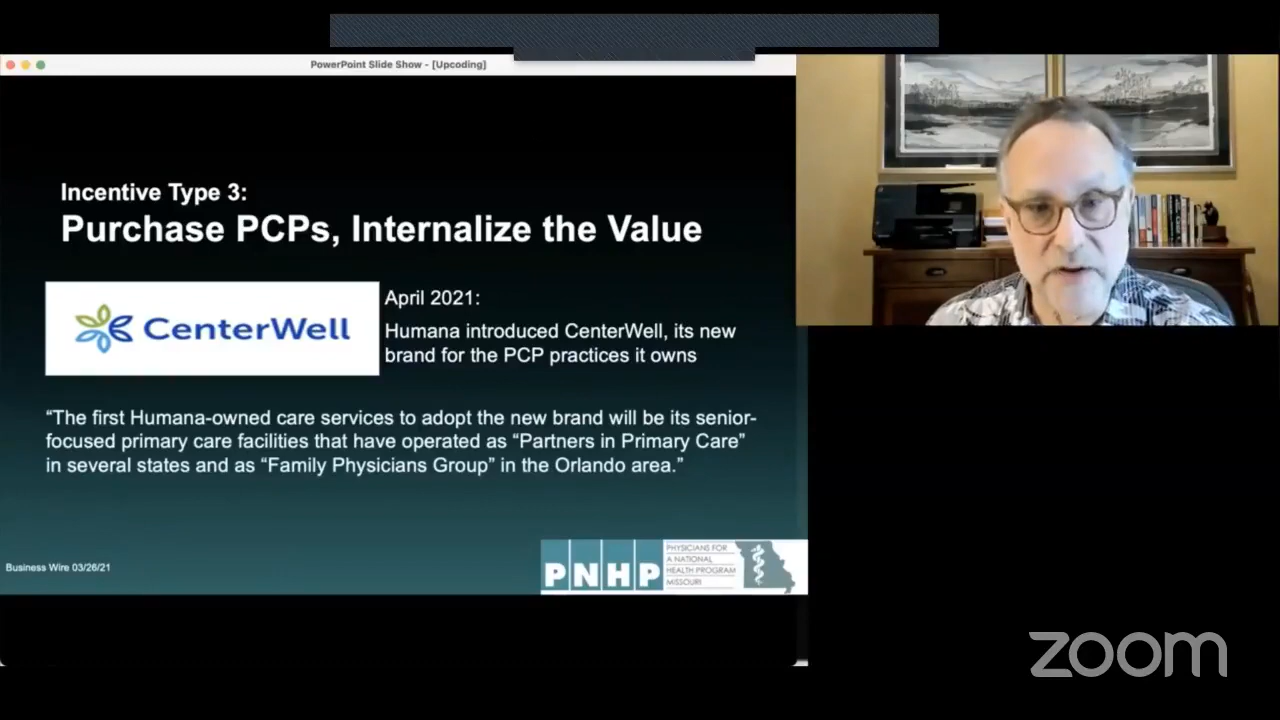 PowerPoint Slide Show - [Upcoding]
Incentive Type 3:
Purchase PCPs, Internalize the Value
CenterWell
April 2021:
Humana introduced CenterWell, its new
brand for the PCP practices it owns
“The first Humana-owned care services to adopt the new brand will be its senior-
focused primary care facilities that have operated as “Partners in Primary Care”
in several states and as “Family Physicians Group” in the Orlando area.”
Business Wire 03/26/21
PNHP
PHYSICIANS FOR
A NATIONAL
HEALTH PROGRAM
MISSOURI
zoom